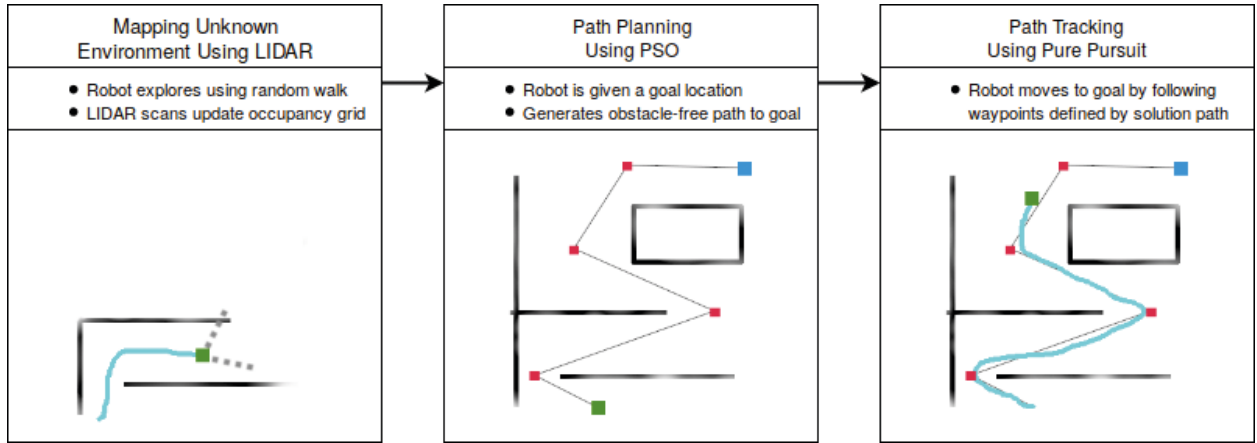 Mapping Unknown
Environment Using LIDAR
● Robot explores using random walk
● LIDAR scans update occupancy grid
Path Planning
Using PSO
● Robot is given a goal location
● Generates obstacle-free path to goal
Path Tracking
Using Pure Pursuit
● Robot moves to goal by following
waypoints defined by solution path